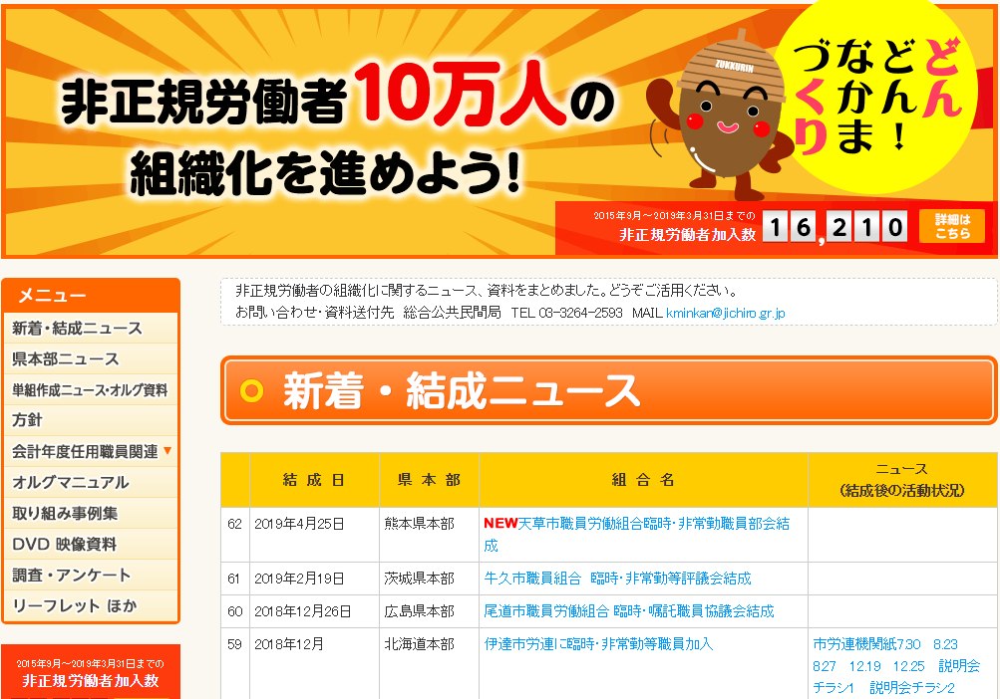 非正規労働者10万人の
組織化を進めよう!
ZUKKURIN
どん
どん!
なかま
づくり
2015年9月~2019年3月31日までの
非正規労働者加入数
16,210
詳細は
こちら
メニュー
新着・結成ニュース
県本部ニュース
単組作成ニュース・オルグ資料
方針
会計年度任用職員関連 ▼
オルグマニュアル
取り組み事例集
DVD 映像資料
調査・アンケート
リーフレット ほか
2015年9月~2019年3月31日までの
非正規労働者加入数
非正規労働者の組織化に関するニュース、資料をまとめました。どうぞご活用ください。
お問い合わせ・資料送付先 総合公共民間局 TEL 03-3264-2593 MAIL kminkan@jichiro.gr.jp
新着・結成ニュース
結 成 日 県 本 部 組 合 名 ニュース
(結成後の活動状況)
62 2019年4月25日 熊本県本部 NEW天草市職員労働組合臨時・非常勤職員部会結
成
61 2019年2月19日 茨城県本部 牛久市職員組合 臨時・非常勤等評議会結成
60 2018年12月26日 広島県本部 尾道市職員労働組合 臨時・嘱託職員協議会結成
59 2018年12月 北海道本部 伊達市労連に臨時・非常勤等職員加入 市労連機関紙7.30 8.23
8.27 12.19 12.25 説明会
チラシ1 説明会チラシ2